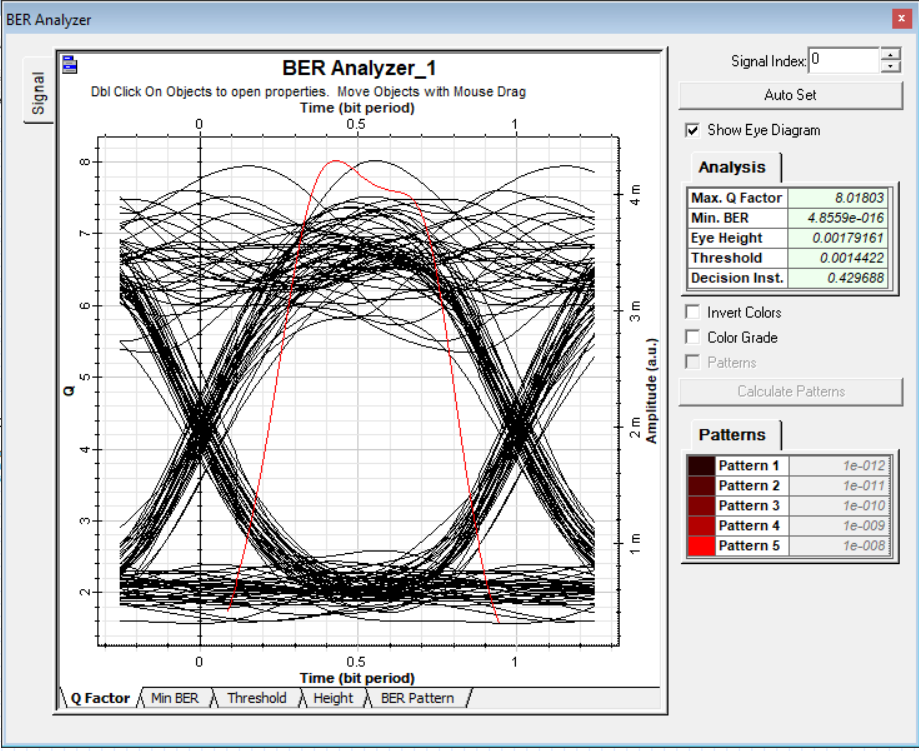 BER Analyzer
x
Signal
BER Analyzer_1
Dbl Click On Objects to open properties. Move Objects with Mouse Drag
Time (bit period)
0 0.5 1
8
7
6
5
4
3
2
Q
4 m
3 m
2 m
1 m
Amplitude (a.u.)
0 0.5 1
Time (bit period)
Q Factor Min BER Threshold Height BER Pattern
Signal Index: 0
Auto Set
Show Eye Diagram
Analysis
Max. Q Factor 8.01803
Min. BER 4.8559e-016
Eye Height 0.00179161
Threshold 0.0014422
Decision Inst. 0.429688
Invert Colors
Color Grade
Patterns
Calculate Patterns
Patterns
Pattern 1 1e-012
Pattern 2 1e-011
Pattern 3 1e-010
Pattern 4 1e-009
Pattern 5 1e-008